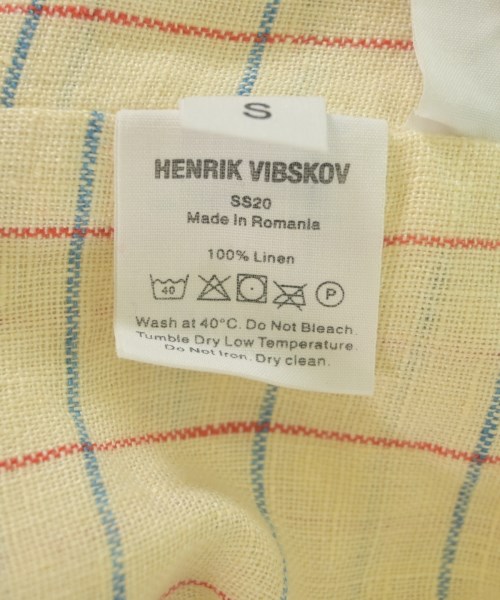 S
HENRIK VIBSKOV
SS20
Made in Romania
100% Linen
40 P
Wash at 40°C. Do Not Bleach.
Tumble Dry Low Temperature.
Do Not Iron. Dry clean.